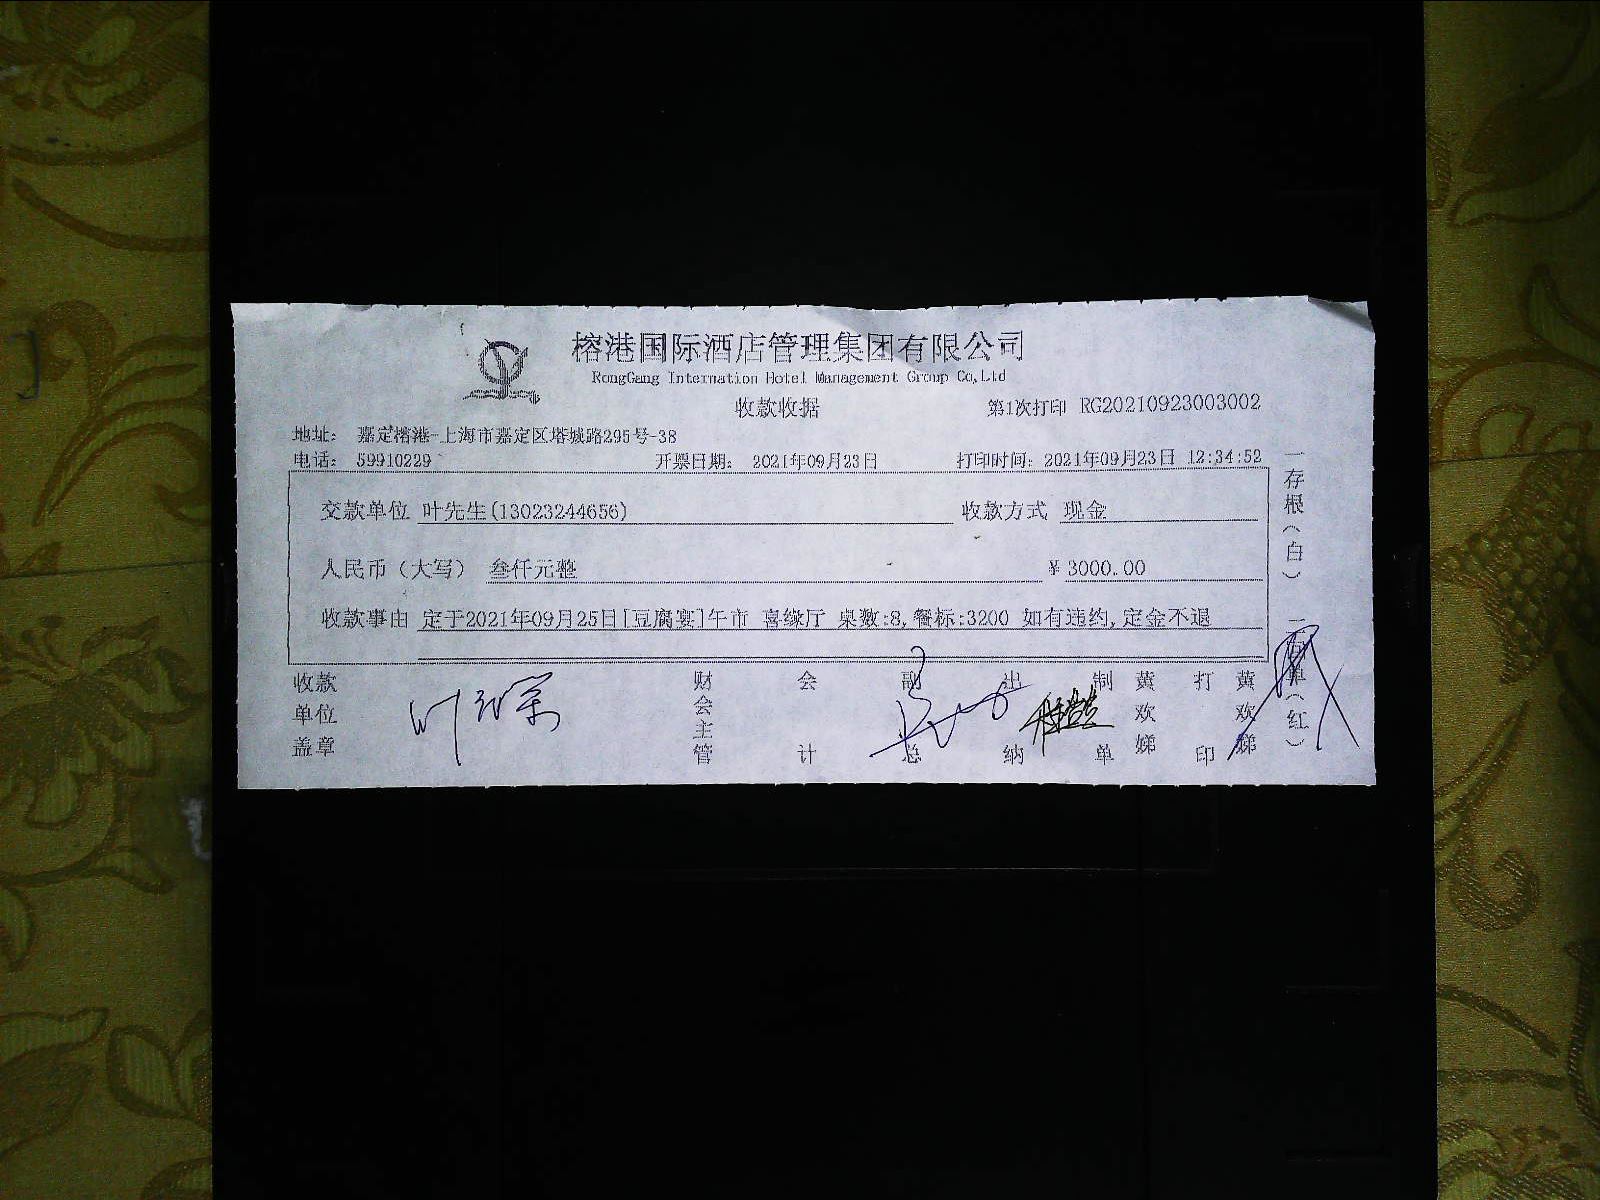 榕港国际酒店管理集团有限公司
RongGang Internation Hotel Management Group Co,Ltd
收款收据
第1次打印 RG20210923003002
地址： 嘉定榕港-上海市嘉定区塔城路295号-38
电话： 59910229 开票日期： 2021年09月23日 打印时间： 2021年09月23日 12:34:52
交款单位 叶先生(13023244656) 收款方式 现金
人民币（大写） 叁仟元整 ￥3000.00
收款事由 定于2021年09月25日[豆腐宴]午市 喜缘厅 桌数:8,餐标:3200 如有违约,定金不退
收款单位盖章
财会主管
会计
副总
出纳
制单 黄欢娣
打印 黄欢娣
一存根（白）
（红）